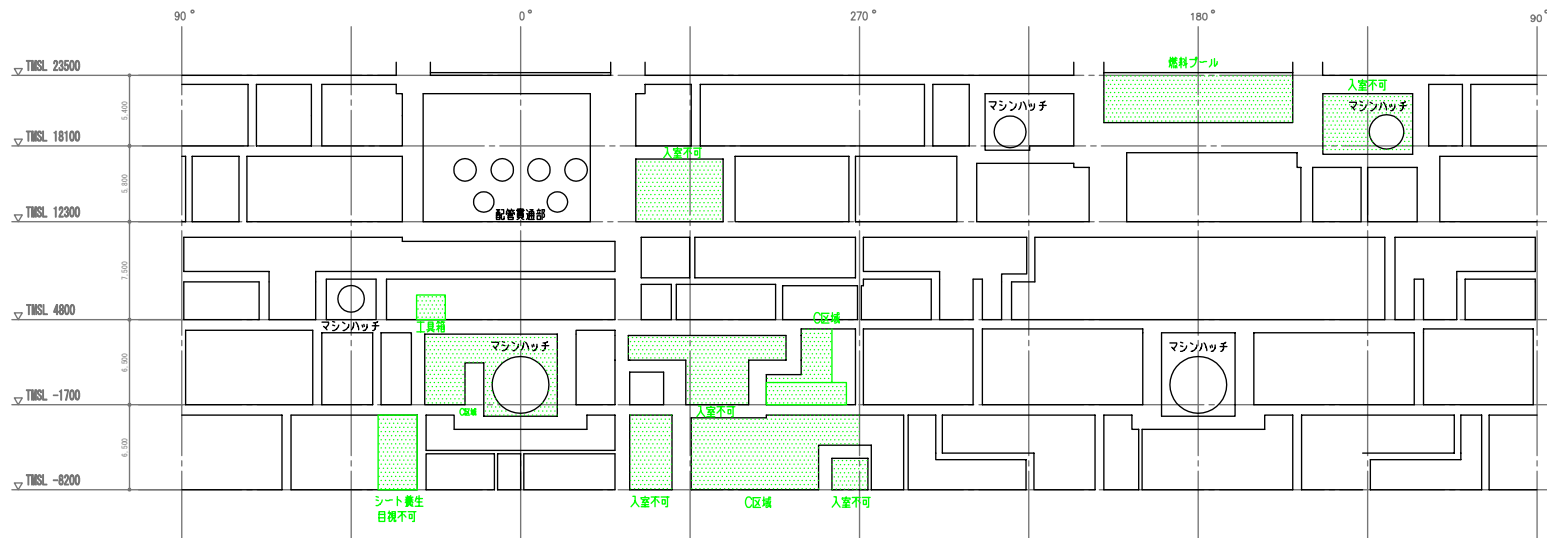 90°
0°
270°
180°
90°
TMSL 23500
燃料プール
入室不可
マシンハッチ
マシンハッチ
5.400
TMSL 18100
入室不可
5.800
配管貫通部
TMSL 12300
7.500
TMSL 4800
マシンハッチ
工具箱
C区域
マシンハッチ
マシンハッチ
TMSL -1700
C区域
入室不可
6.500
TMSL -8200
シート養生
目視不可
入室不可
C区域
入室不可